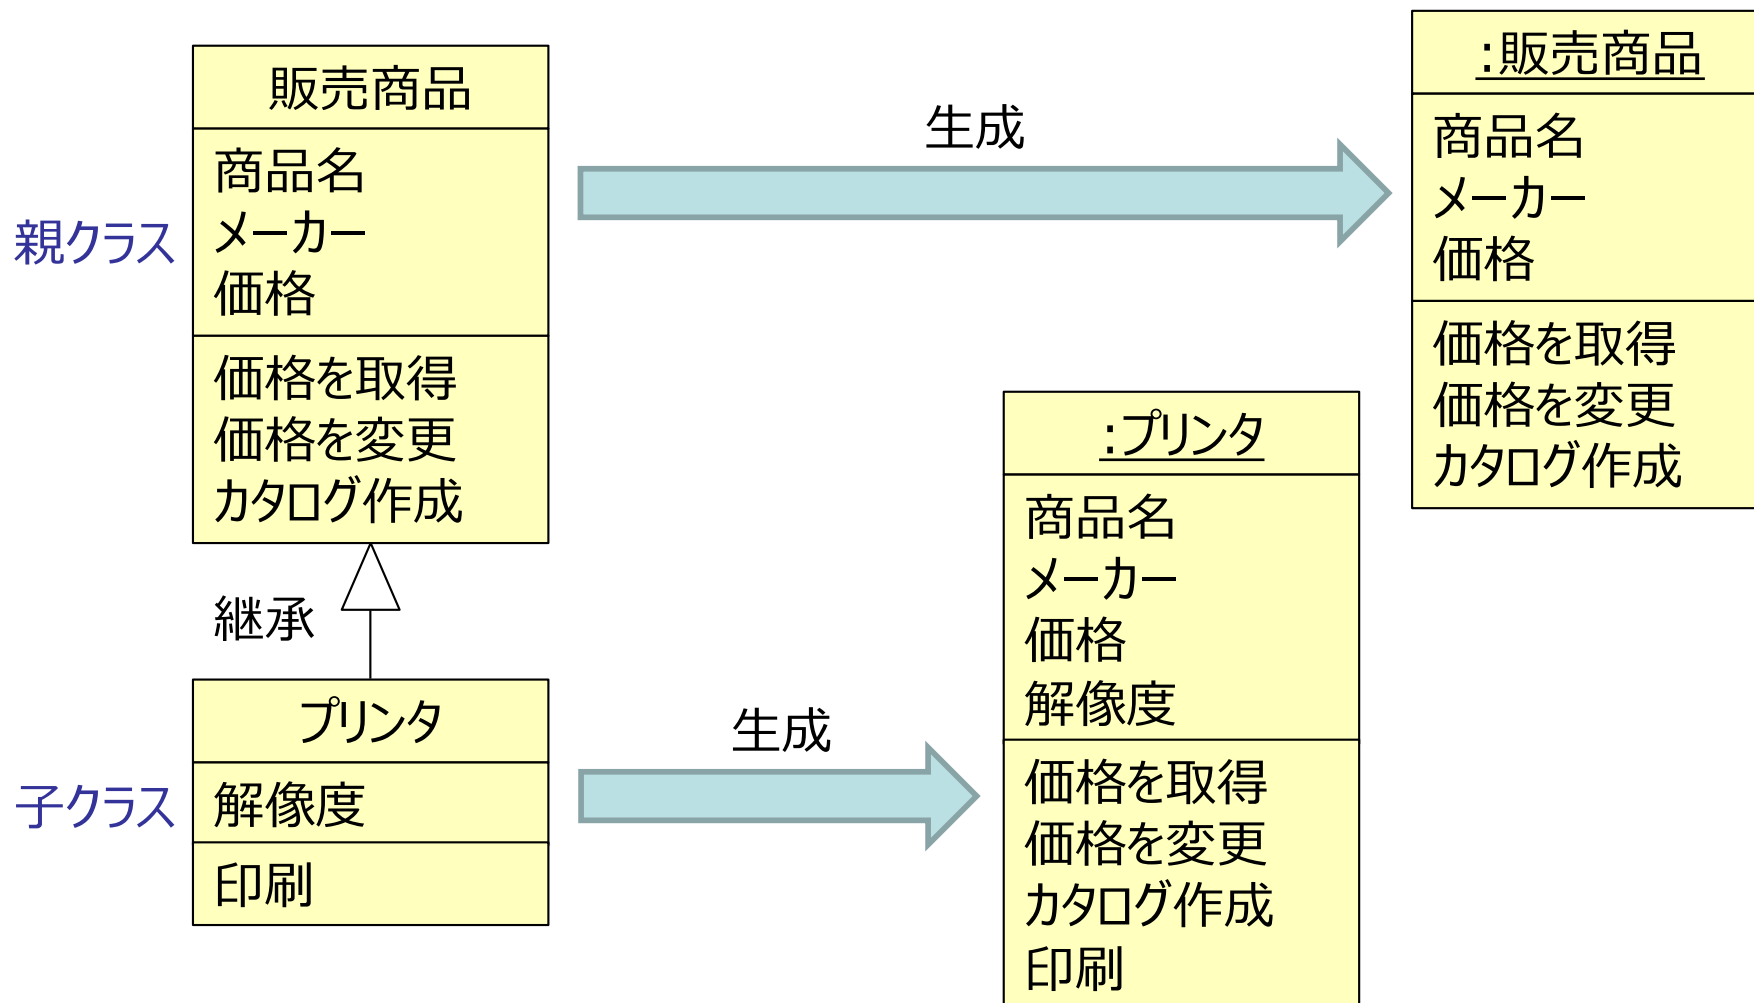 親クラス
販売商品
商品名
メーカー
価格
価格を取得
価格を変更
カタログ作成
継承
子クラス
プリンタ
解像度
印刷
生成
:販売商品
商品名
メーカー
価格
価格を取得
価格を変更
カタログ作成
生成
:プリンタ
商品名
メーカー
価格
解像度
価格を取得
価格を変更
カタログ作成
印刷